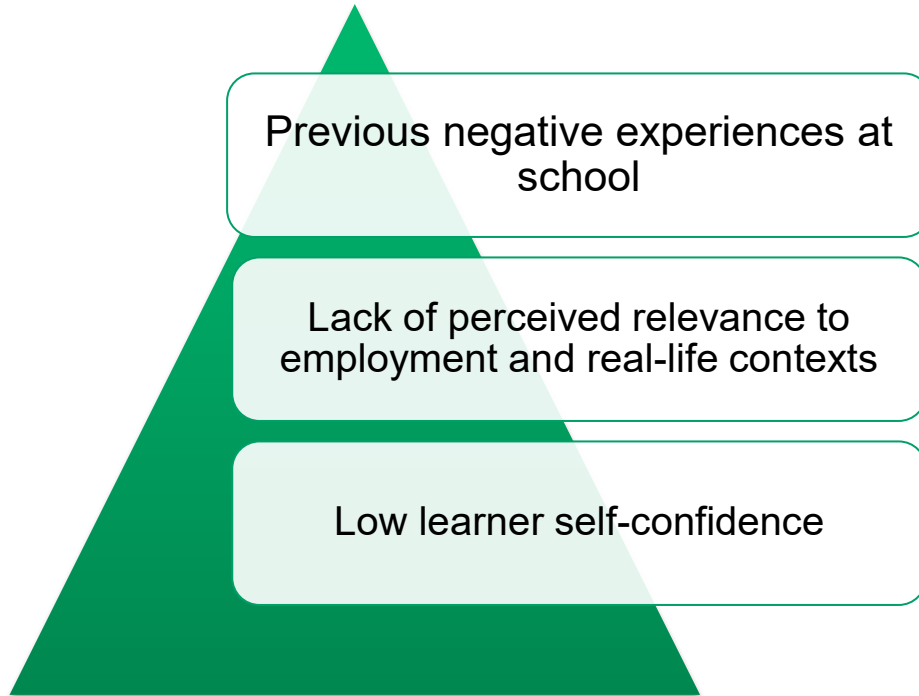 Previous negative experiences at
school
Lack of perceived relevance to
employment and real-life contexts
Low learner self-confidence